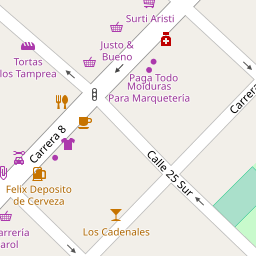 Surti Aristi
Justo &
Bueno
Tortas
los Tamprea
Paga Todo
Molduras
Para Marquetería
Carrera
Carrera 8
Calle 25 Sur
Felix Deposito
de Cerveza
Los Cadenales
arrería
arol